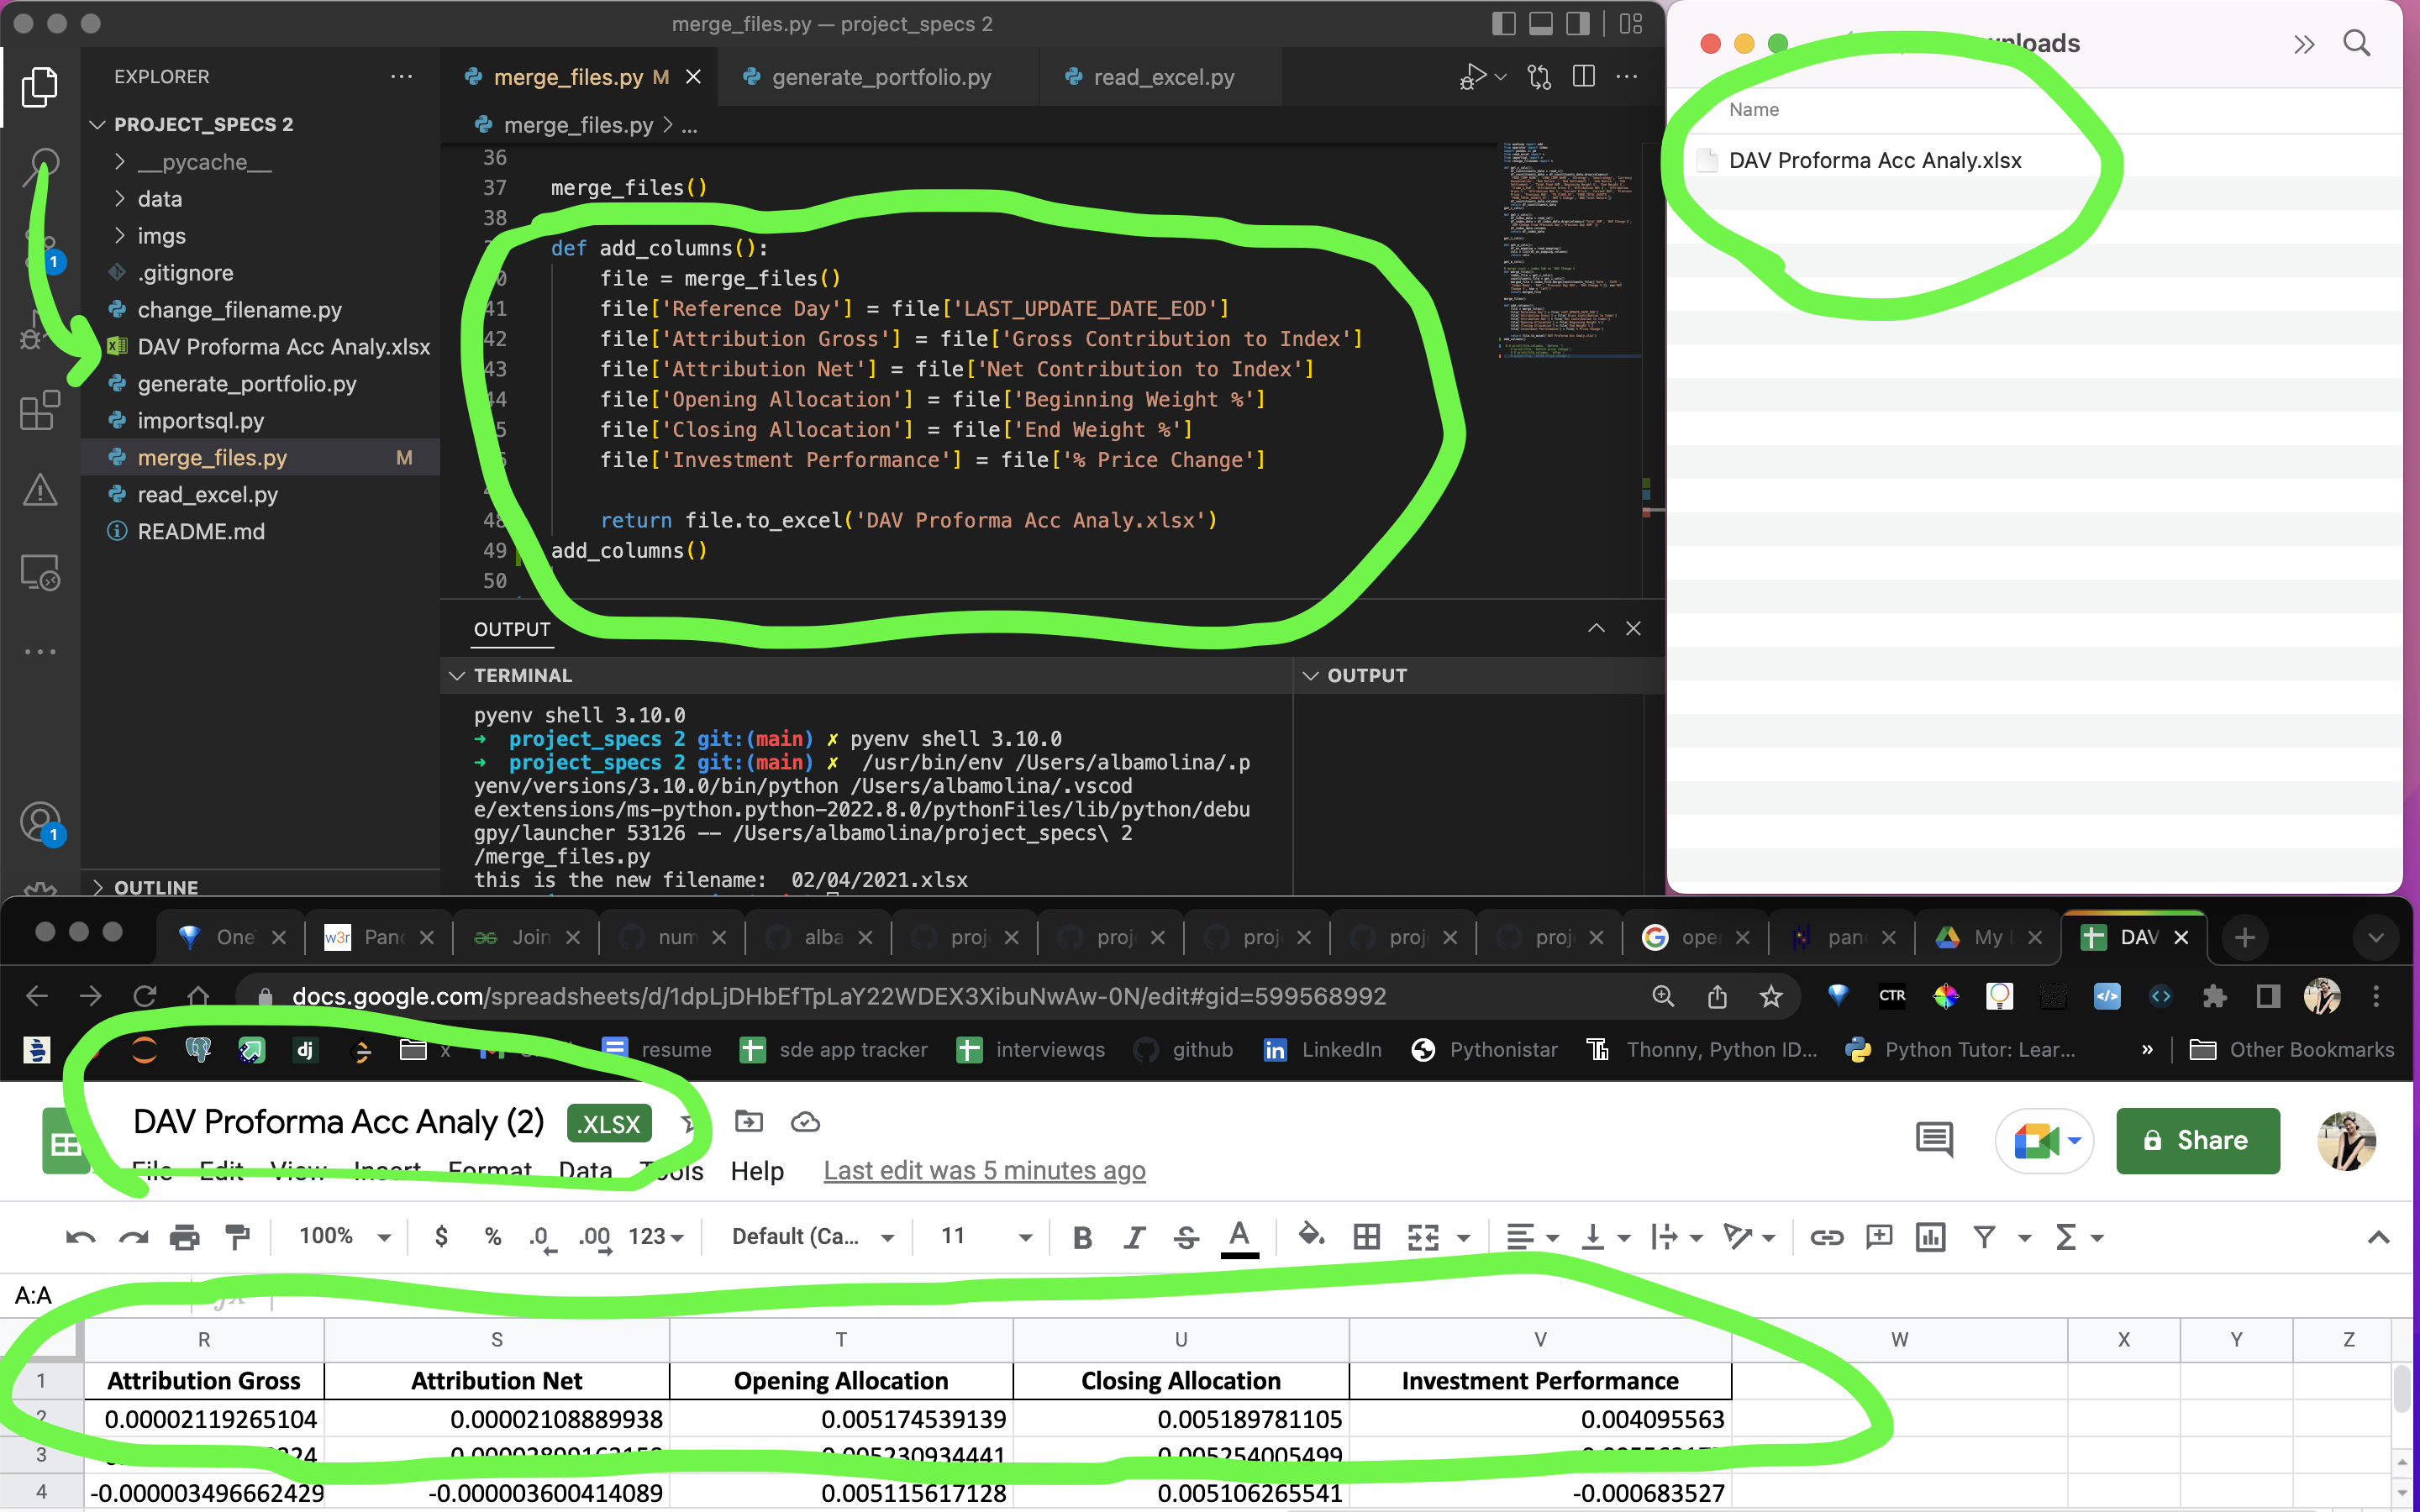 merge_files.py — project_specs 2
EXPLORER
merge_files.py M
generate_portfolio.py
read_excel.py
PROJECT_SPECS 2
__pycache__
data
imgs
.gitignore
change_filename.py
DAV Proforma Acc Analy.xlsx
generate_portfolio.py
importsql.py
merge_files.py M
read_excel.py
README.md
OUTLINE
1
1
merge_files.py > ...
36
37 merge_files()
38
def add_columns():
file = merge_files()
41 file['Reference Day'] = file['LAST_UPDATE_DATE_EOD']
42 file['Attribution Gross'] = file['Gross Contribution to Index']
43 file['Attribution Net'] = file['Net Contribution to Index']
44 file['Opening Allocation'] = file['Beginning Weight %']
file['Closing Allocation'] = file['End Weight %']
file['Investment Performance'] = file['% Price Change']
48 return file.to_excel('DAV Proforma Acc Analy.xlsx')
49 add_columns()
50
OUTPUT
TERMINAL
OUTPUT
pyenv shell 3.10.0
➜ project_specs 2 git:(main) ✗ pyenv shell 3.10.0
➜ project_specs 2 git:(main) ✗ /usr/bin/env /Users/albamolina/.p
yenv/versions/3.10.0/bin/python /Users/albamolina/.vscod
e/extensions/ms-python.python-2022.8.0/pythonFiles/lib/python/debu
gpy/launcher 53126 -- /Users/albamolina/project_specs\ 2
/merge_files.py
this is the new filename:  02/04/2021.xlsx
Name
DAV Proforma Acc Analy.xlsx
One
w3r Panc
Join
num
alba
proj
proj
proj
proj
proj
oper
panc
My
DAV
docs.google.com/spreadsheets/d/1dpLjDHbEfTpLaY22WDEX3XibuNwAw-0N/edit#gid=599568992
CTR
dj
x
resume
sde app tracker
interviewqs
github
LinkedIn
Pythonistar
Thonny, Python ID...
Python Tutor: Lear...
»
Other Bookmarks
DAV Proforma Acc Analy (2) .XLSX
File Edit View Insert Format Data Tools Help Last edit was 5 minutes ago
Share
100% $ % .0 .00 123 Default (Ca... 11 B I S A
A:A fx
R S T U V W X Y Z
1 Attribution Gross Attribution Net Opening Allocation Closing Allocation Investment Performance
2 0.00002119265104 0.00002108889938 0.005174539139 0.005189781105 0.004095563
3 0.005230934441 0.005254005499
4 -0.000003496662429 -0.000003600414089 0.005115617128 0.005106265541 -0.000683527